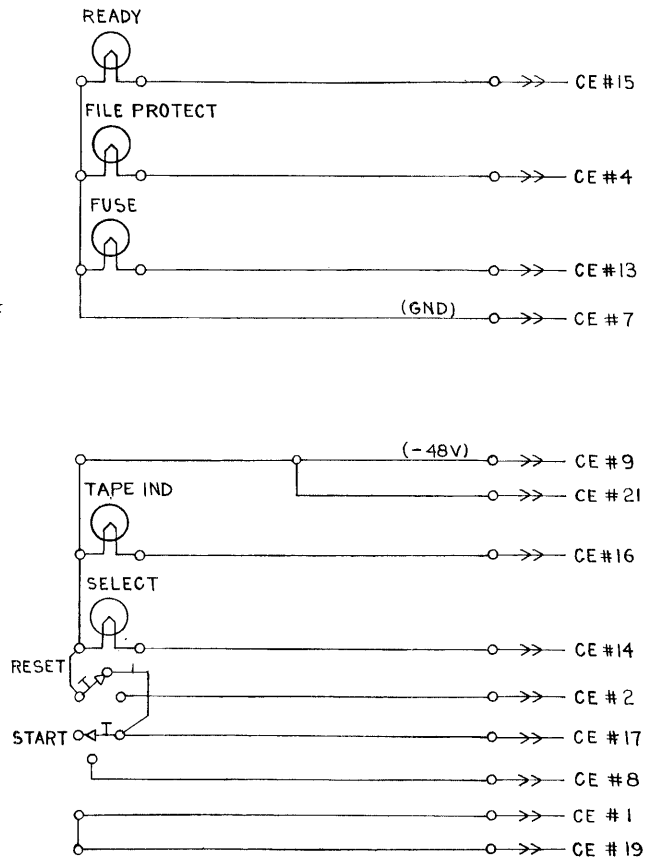 READY
CE #15
FILE PROTECT
CE #4
FUSE
CE #13
(GND)
CE #7
(-48V)
CE #9
CE #21
TAPE IND
CE #16
SELECT
CE #14
RESET
CE #2
START
CE #17
CE #8
CE #1
CE #19